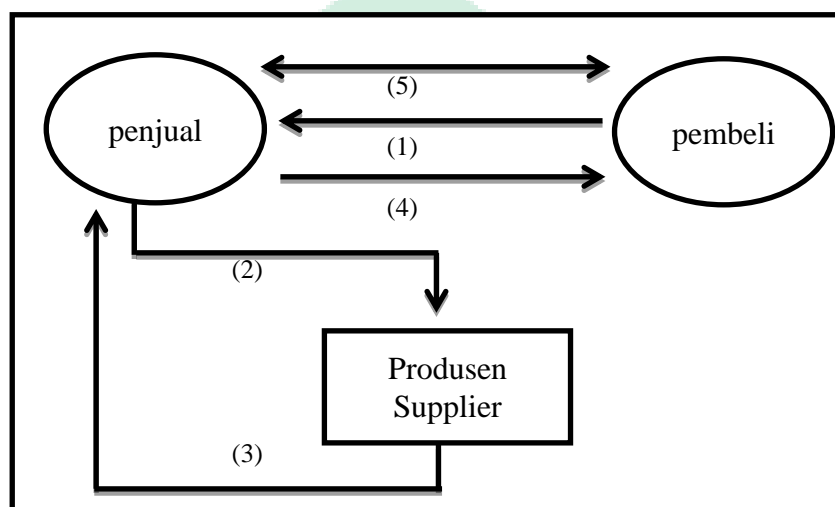 (5)
penjual
pembeli
(1)
(4)
(2)
Produsen
Supplier
(3)